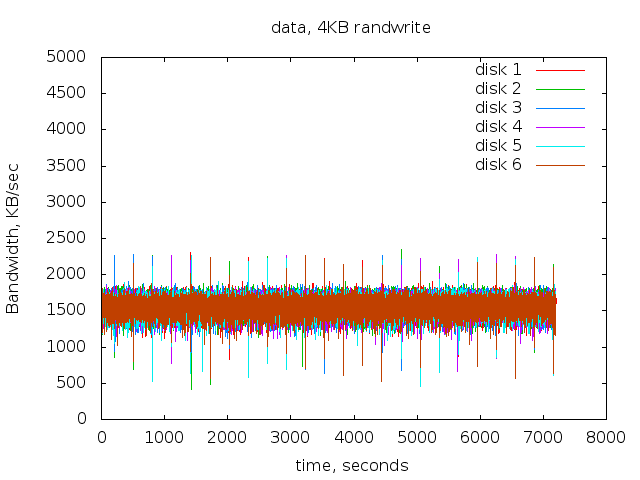 data, 4KB randwrite
Bandwidth, KB/sec
5000
4500
4000
3500
3000
2500
2000
1500
1000
500
0
disk 1
disk 2
disk 3
disk 4
disk 5
disk 6
0 1000 2000 3000 4000 5000 6000 7000 8000
time, seconds